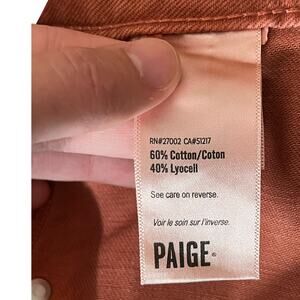 RN#27002 CA#51217
60% Cotton/Coton
40% Lyocell
See care on reverse.
Voir le soin sur l'inverse.
PAIGE®